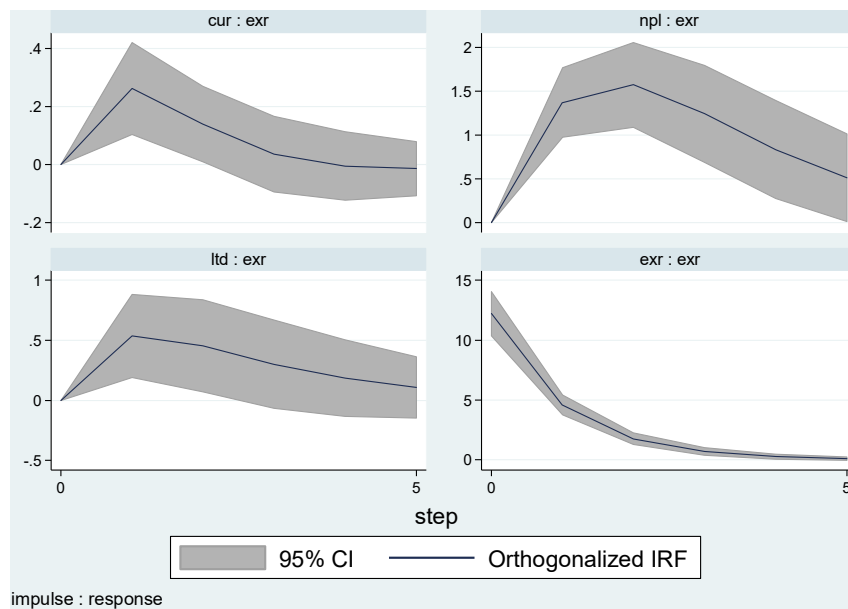 cur : exr
npl : exr
.4
.2
0
-.2
2
1.5
1
.5
0
ltd : exr
exr : exr
1
.5
0
-.5
15
10
5
0
0
5
0
5
step
95% CI
Orthogonalized IRF
impulse : response